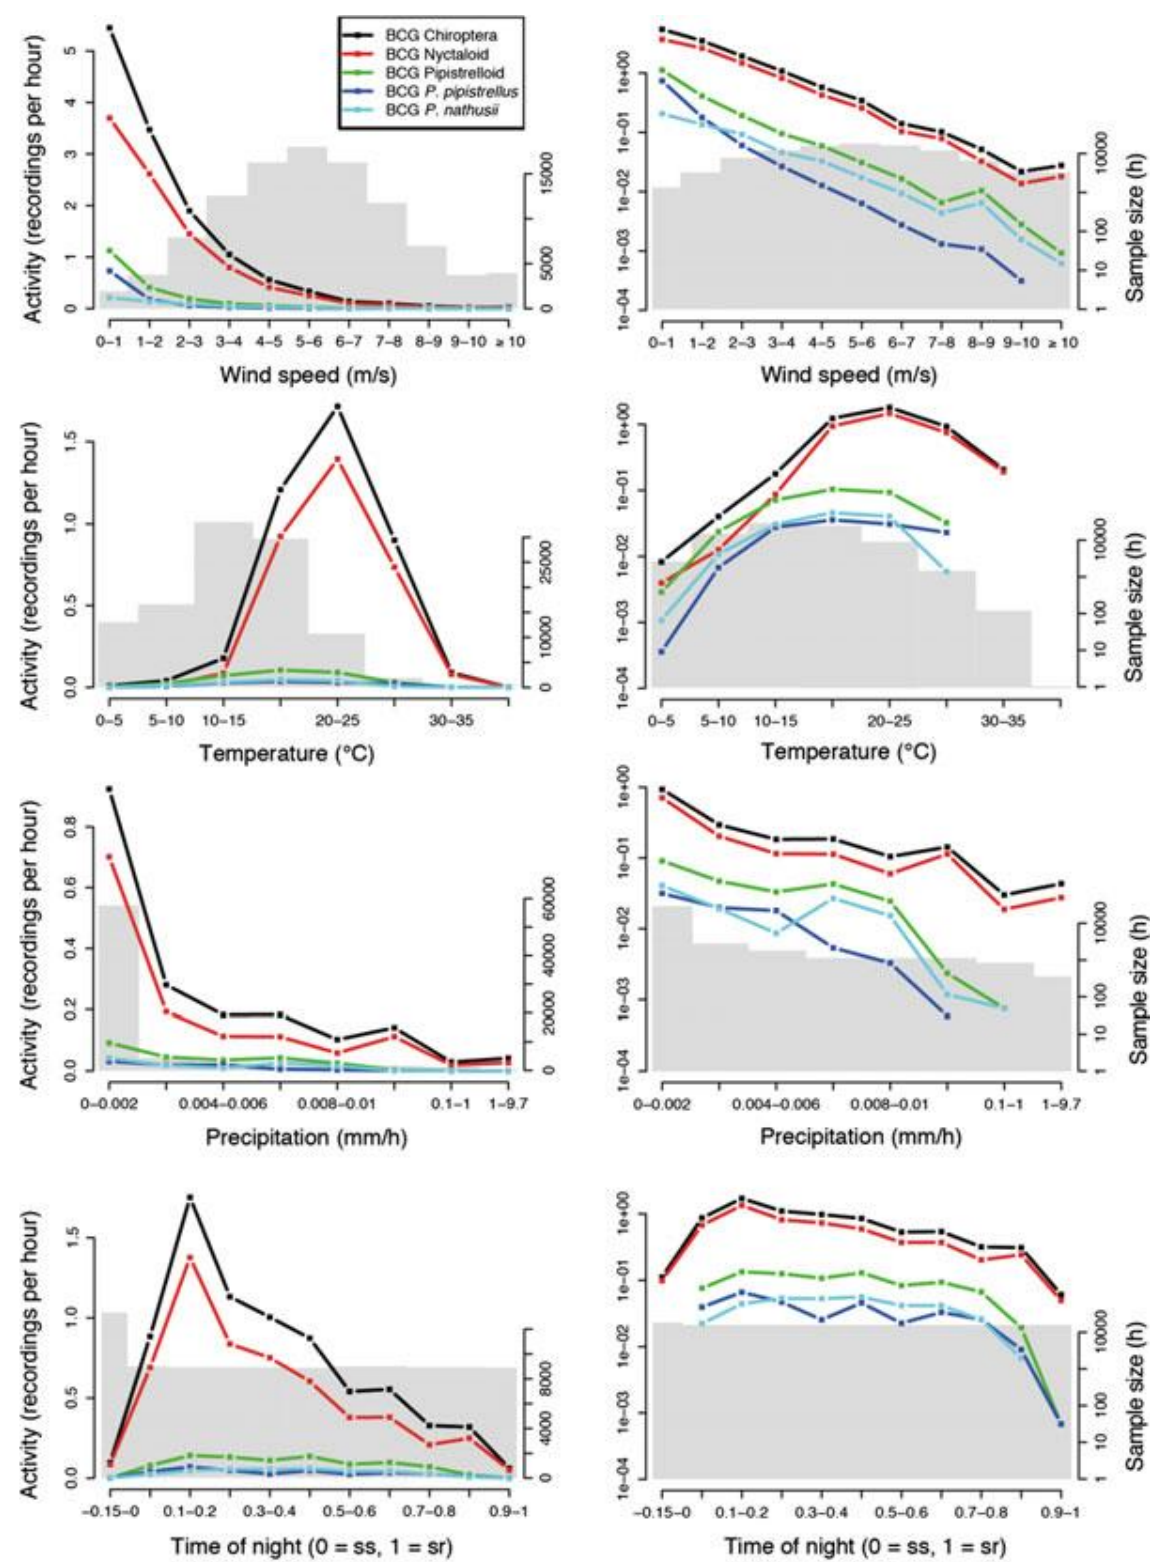 BCG Chiroptera
BCG Nyctaloid
BCG Pipistrelloid
BCG P. pipistrellus
BCG P. nathusii
Activity (recordings per hour)
0 1 2 3 4 5
0 5000 15000
0–1 1–2 2–3 3–4 4–5 5–6 6–7 7–8 8–9 9–10 ≥ 10
Wind speed (m/s)
1e–04 1e–03 1e–02 1e–01 1e+00
1 10 100 10000
Sample size (h)
0–1 1–2 2–3 3–4 4–5 5–6 6–7 7–8 8–9 9–10 ≥ 10
Wind speed (m/s)
Activity (recordings per hour)
0.0 0.5 1.0 1.5
0 10000 25000
0–5 5–10 10–15 20–25 30–35
Temperature (°C)
1e–04 1e–03 1e–02 1e–01 1e+00
1 10 100 10000
Sample size (h)
0–5 5–10 10–15 20–25 30–35
Temperature (°C)
Activity (recordings per hour)
0.0 0.2 0.4 0.6 0.8
0 20000 40000 60000
0–0.002 0.004–0.006 0.008–0.01 0.1–1 1–9.7
Precipitation (mm/h)
1e–04 1e–03 1e–02 1e–01 1e+00
1 10 100 10000
Sample size (h)
0–0.002 0.004–0.006 0.008–0.01 0.1–1 1–9.7
Precipitation (mm/h)
Activity (recordings per hour)
0.0 0.5 1.0 1.5
0 4000 8000
–0.15–0 0.1–0.2 0.3–0.4 0.5–0.6 0.7–0.8 0.9–1
Time of night (0 = ss, 1 = sr)
1e–04 1e–03 1e–02 1e–01 1e+00
1 10 100 10000
Sample size (h)
–0.15–0 0.1–0.2 0.3–0.4 0.5–0.6 0.7–0.8 0.9–1
Time of night (0 = ss, 1 = sr)